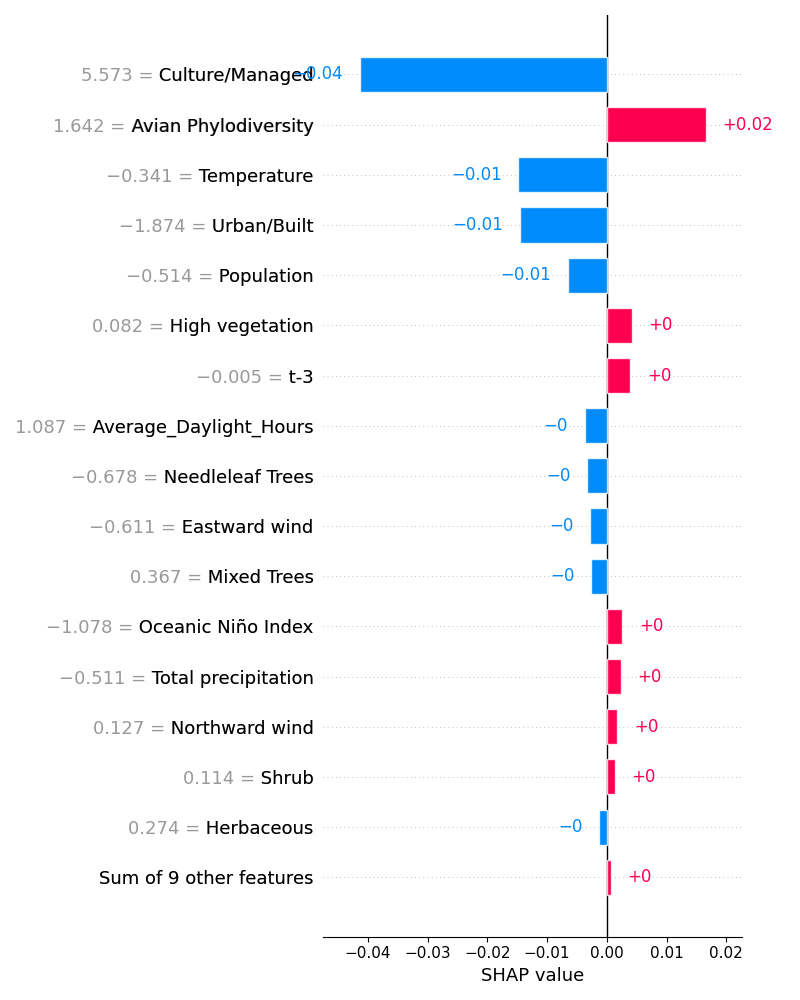 5.573 = Culture/Managed −0.04
1.642 = Avian Phylodiversity +0.02
−0.341 = Temperature −0.01
−1.874 = Urban/Built −0.01
−0.514 = Population −0.01
0.082 = High vegetation +0
−0.005 = t-3 +0
1.087 = Average_Daylight_Hours −0
−0.678 = Needleleaf Trees −0
−0.611 = Eastward wind −0
0.367 = Mixed Trees −0
−1.078 = Oceanic Niño Index +0
−0.511 = Total precipitation +0
0.127 = Northward wind +0
0.114 = Shrub +0
0.274 = Herbaceous −0
Sum of 9 other features +0
−0.04 −0.03 −0.02 −0.01 0.00 0.01 0.02
SHAP value